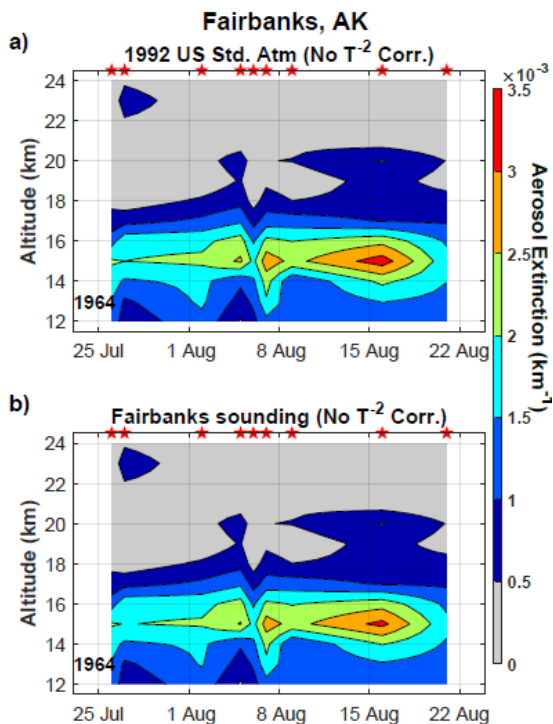 Fairbanks, AK
a)
1992 US Std. Atm (No T-2 Corr.)
24
22
20
18
16
14
12
Altitude (km)
1964
25 Jul
1 Aug
8 Aug
15 Aug
22 Aug
b)
Fairbanks sounding (No T-2 Corr.)
24
22
20
18
16
14
12
Altitude (km)
1964
25 Jul
1 Aug
8 Aug
15 Aug
22 Aug
×10-3
3.5
3
2.5
2
1.5
1
0.5
0
Aerosol Extinction (km-1)